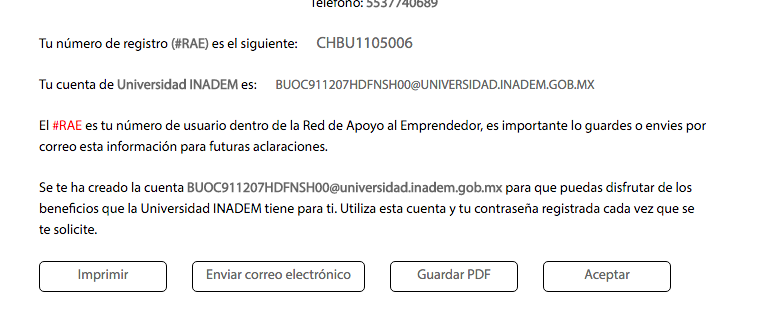 Teléfono: 5537740689
Tu número de registro (#RAE) es el siguiente: CHBU1105006
Tu cuenta de Universidad INADEM es: BUOC911207HDFNSH00@UNIVERSIDAD.INADEM.GOB.MX
El #RAE es tu número de usuario dentro de la Red de Apoyo al Emprendedor, es importante lo guardes o envies por
correo esta información para futuras aclaraciones.
Se te ha creado la cuenta BUOC911207HDFNSH00@universidad.inadem.gob.mx para que puedas disfrutar de los
beneficios que la Universidad INADEM tiene para ti. Utiliza esta cuenta y tu contraseña registrada cada vez que se
te solicite.
Imprimir Enviar correo electrónico Guardar PDF Aceptar